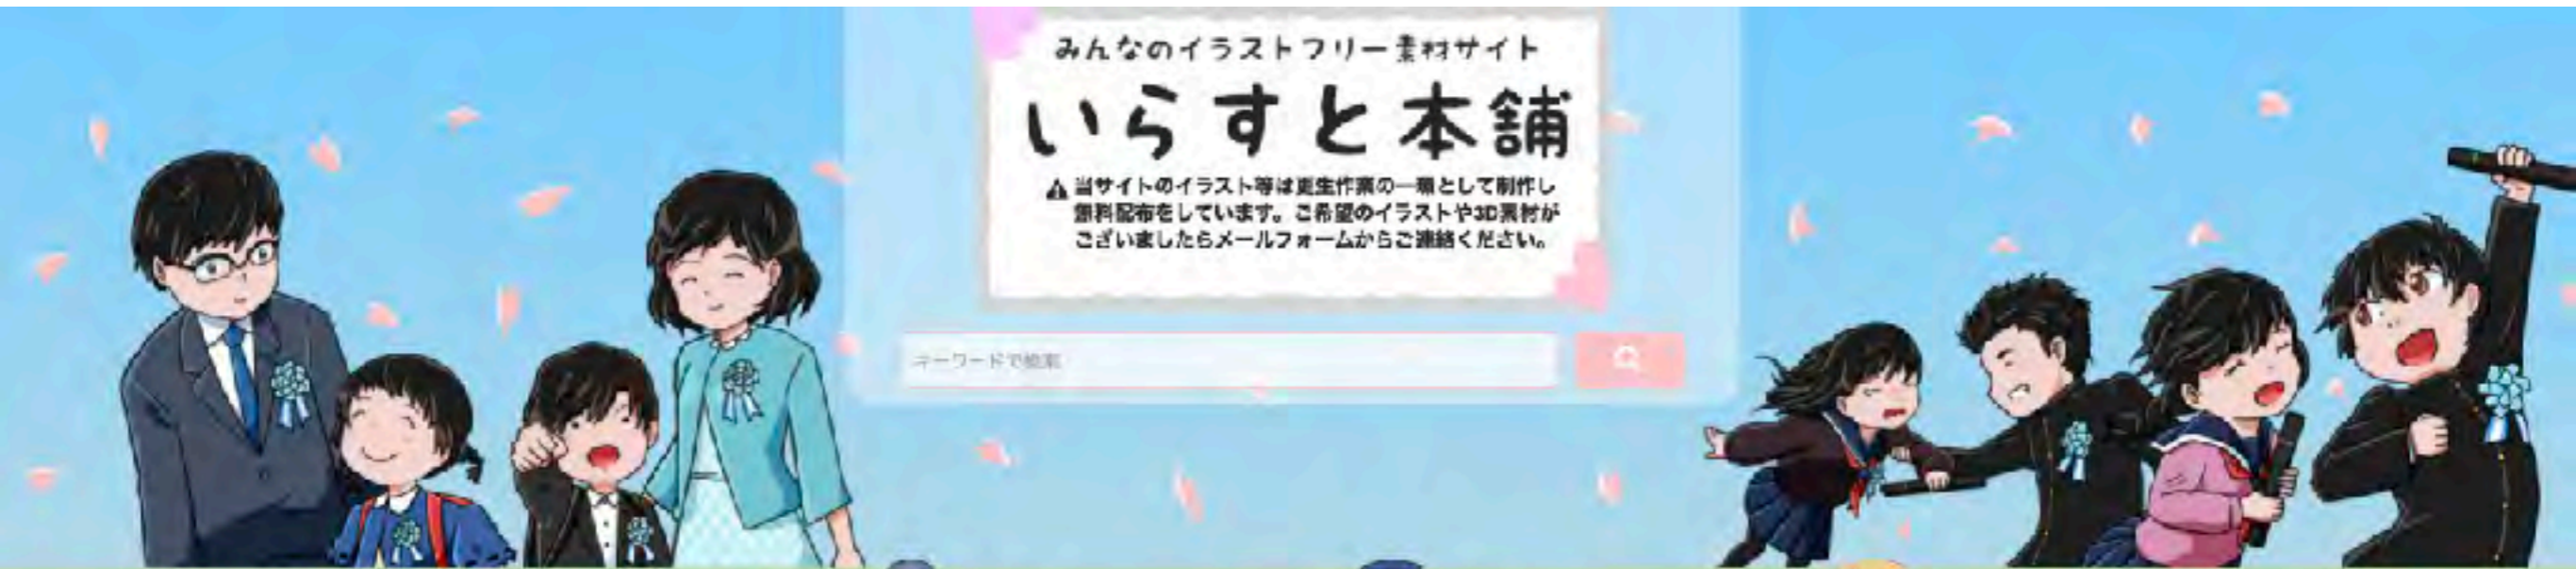 みんなのイラストフリー素材サイト
いらすと本舗
当サイトのイラスト等は更生作業の一環として制作し
無料配布をしています。ご希望のイラストや3D素材が
ございましたらメールフォームからご連絡ください。
キーワードで検索